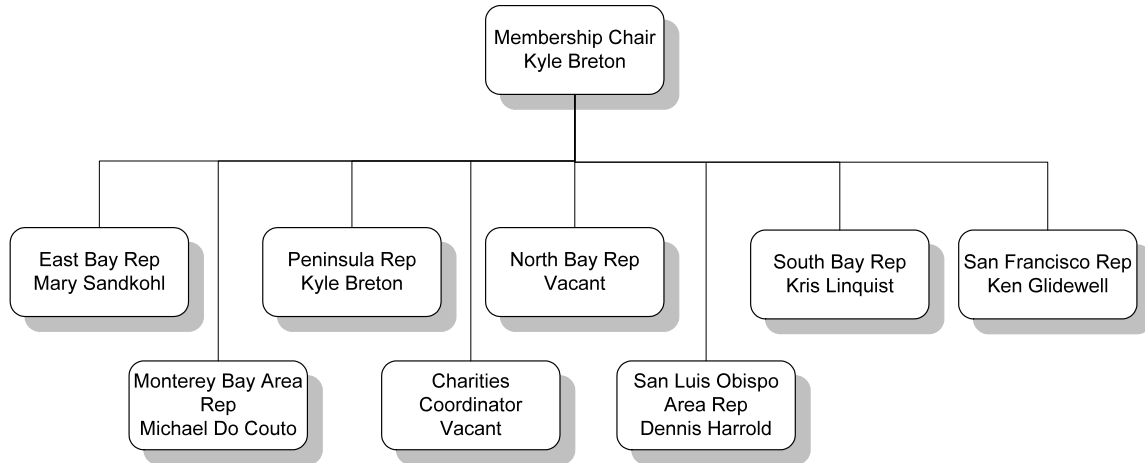 Membership Chair
Kyle Breton
East Bay Rep
Mary Sandkohl
Peninsula Rep
Kyle Breton
North Bay Rep
Vacant
South Bay Rep
Kris Linquist
San Francisco Rep
Ken Glidewell
Monterey Bay Area
Rep
Michael Do Couto
Charities
Coordinator
Vacant
San Luis Obispo
Area Rep
Dennis Harrold